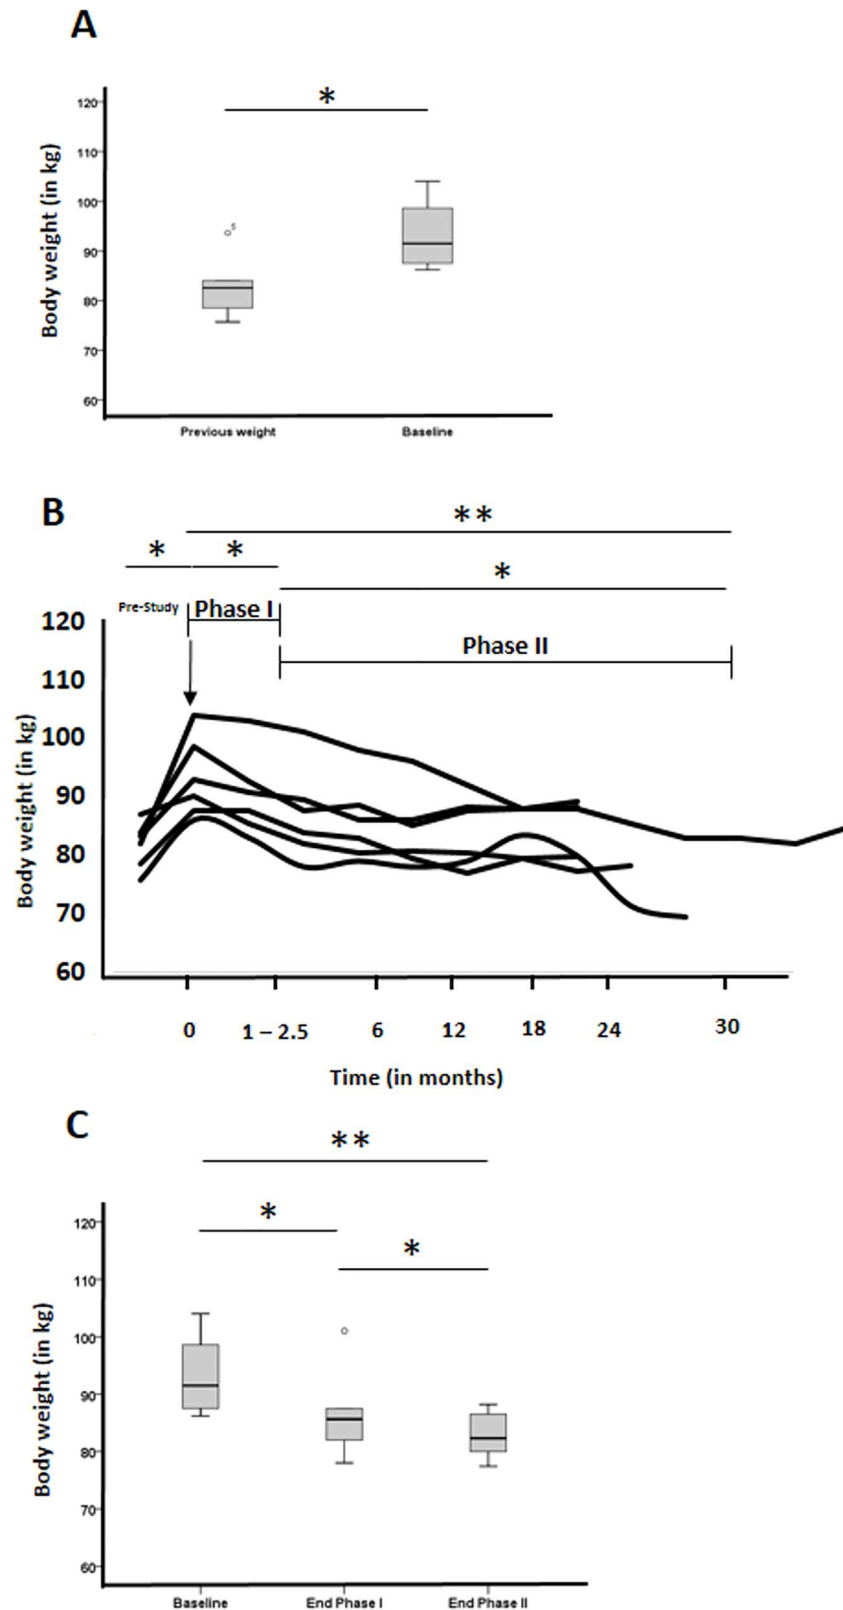 A
*
120
110
100
90
80
70
60
Body weight (in kg)
5
Previous weight
Baseline
B
**
*
*
*
Pre-Study
Phase I
Phase II
120
110
100
90
80
70
60
Body weight (in kg)
0
1 – 2.5
6
12
18
24
30
Time (in months)
C
**
*
*
120
110
100
90
80
70
60
Body weight (in kg)
Baseline
End Phase I
End Phase II